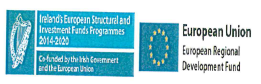 Ireland's European Structural and
Investment Funds Programmes
2014-2020
Co-funded by the Irish Government
and the European Union
European Union
European Regional
Development Fund